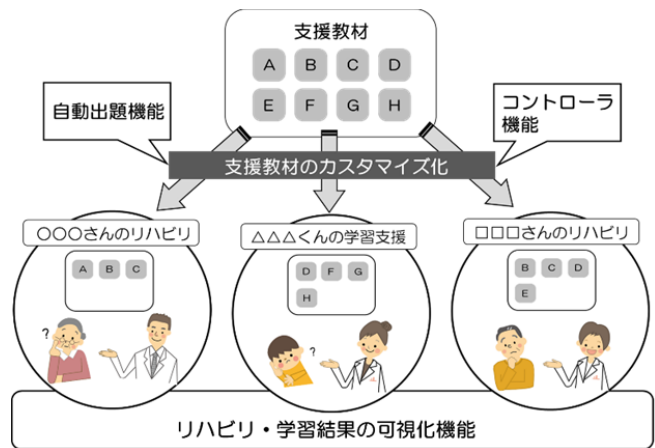 支援教材
A B C D
E F G H
自動出題機能
コントローラ
機能
支援教材のカスタマイズ化
○○○さんのリハビリ
A B C
?
△△△くんの学習支援
D F G
H
?
□□□さんのリハビリ
B C D
E
リハビリ・学習結果の可視化機能